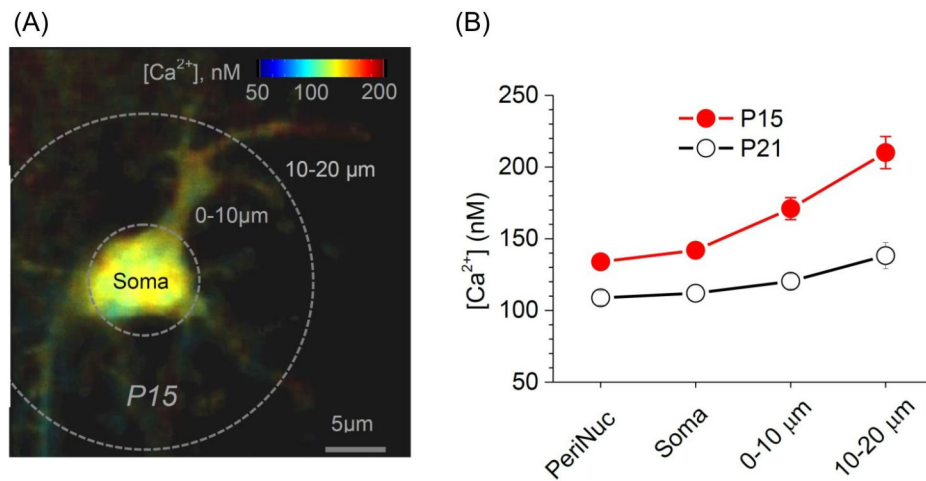 (A)
[Ca²⁺], nM
50 100 200
10-20 µm
0-10µm
Soma
P15
5µm
(B)
P15
P21
[Ca²⁺] (nM)
250
200
150
100
50
PeriNuc
Soma
0-10 µm
10-20 µm